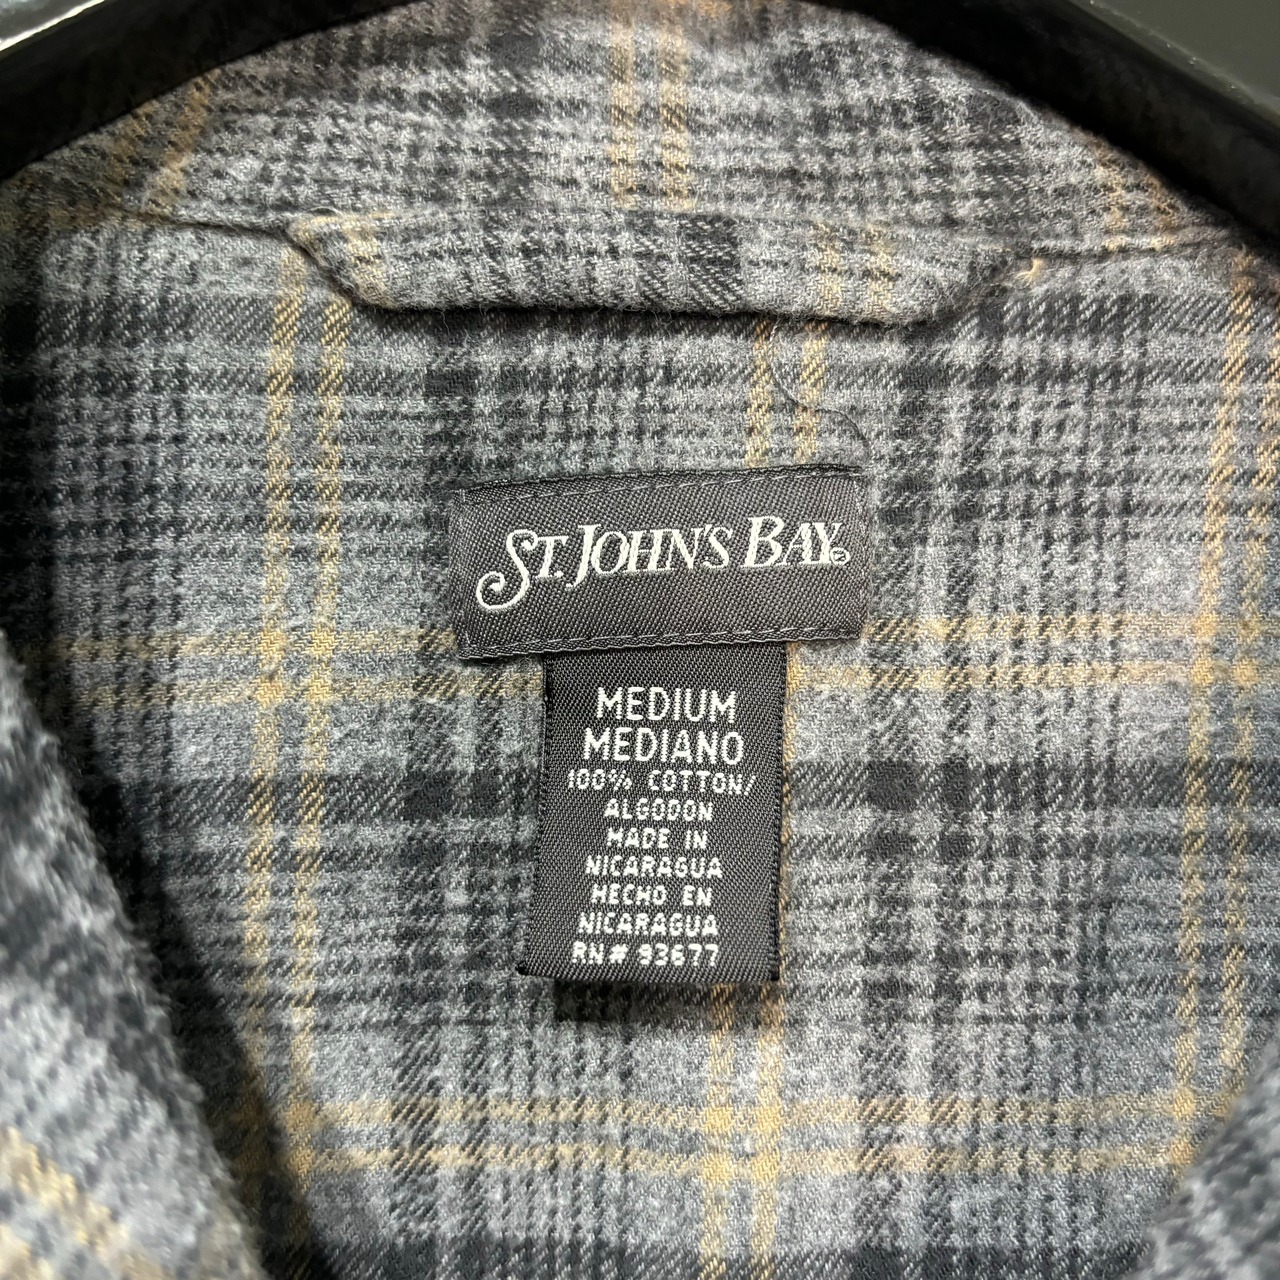 ST. JOHN'S BAY®
MEDIUM
MEDIANO
100% COTTON/
ALGODON
MADE IN
NICARAGUA
HECHO EN
NICARAGUA
RN# 93677